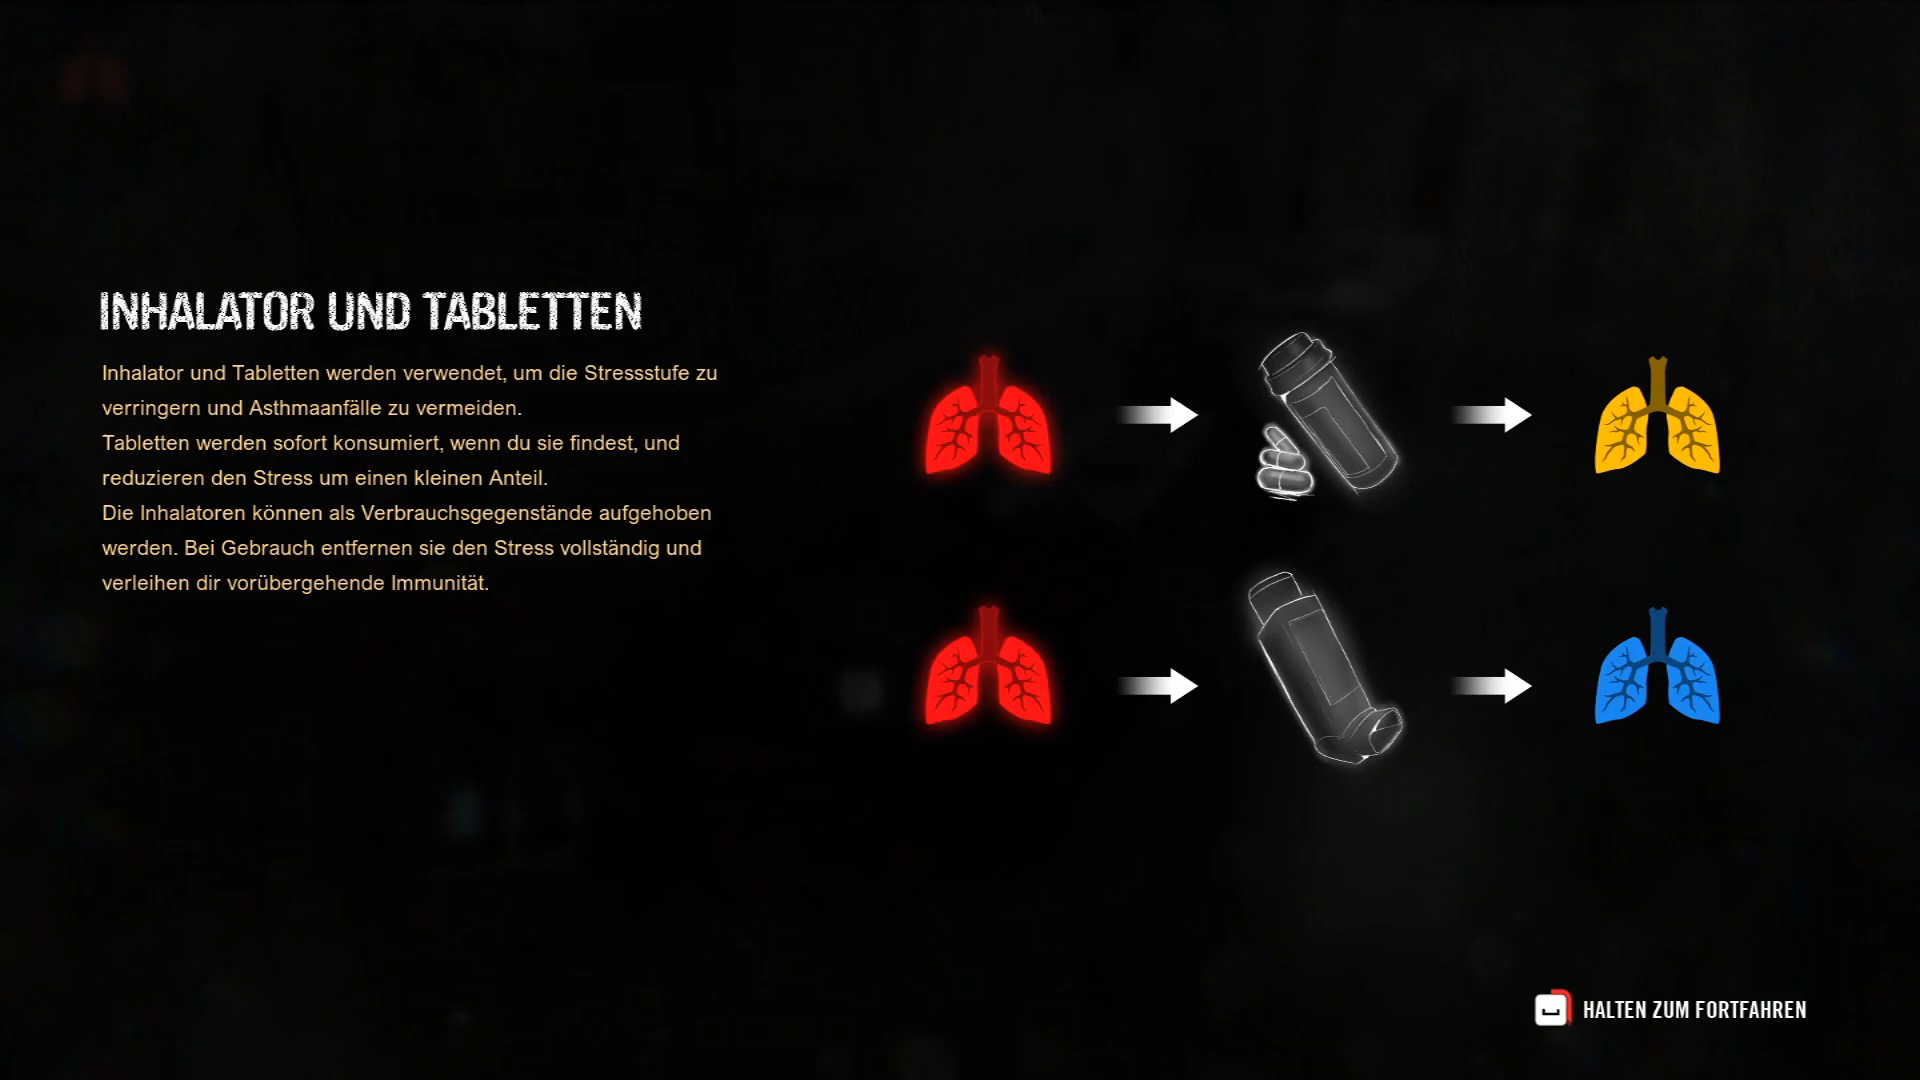 INHALATOR UND TABLETTEN
Inhalator und Tabletten werden verwendet, um die Stressstufe zu
verringern und Asthmaanfälle zu vermeiden.
Tabletten werden sofort konsumiert, wenn du sie findest, und
reduzieren den Stress um einen kleinen Anteil.
Die Inhalatoren können als Verbrauchsgegenstände aufgehoben
werden. Bei Gebrauch entfernen sie den Stress vollständig und
verleihen dir vorübergehende Immunität.
HALTEN ZUM FORTFAHREN